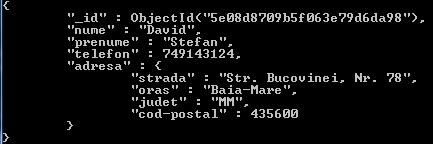 {
"_id" : ObjectId("5e08d8709b5f063e79d6da98"),
"nume" : "David",
"prenume" : "Stefan",
"telefon" : 749143124,
"adresa" : {
"strada" : "Str. Bucovinei, Nr. 78",
"oras" : "Baia-Mare",
"judet" : "MM",
"cod-postal" : 435600
}
}